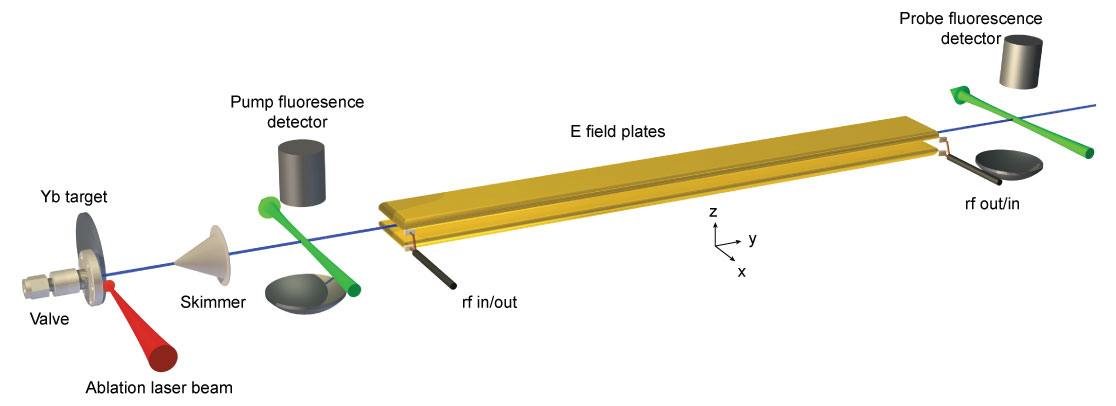 Probe fluorescence
detector
Pump fluoresence
detector
E field plates
Yb target
rf out/in
z
y
x
Skimmer
rf in/out
Valve
Ablation laser beam